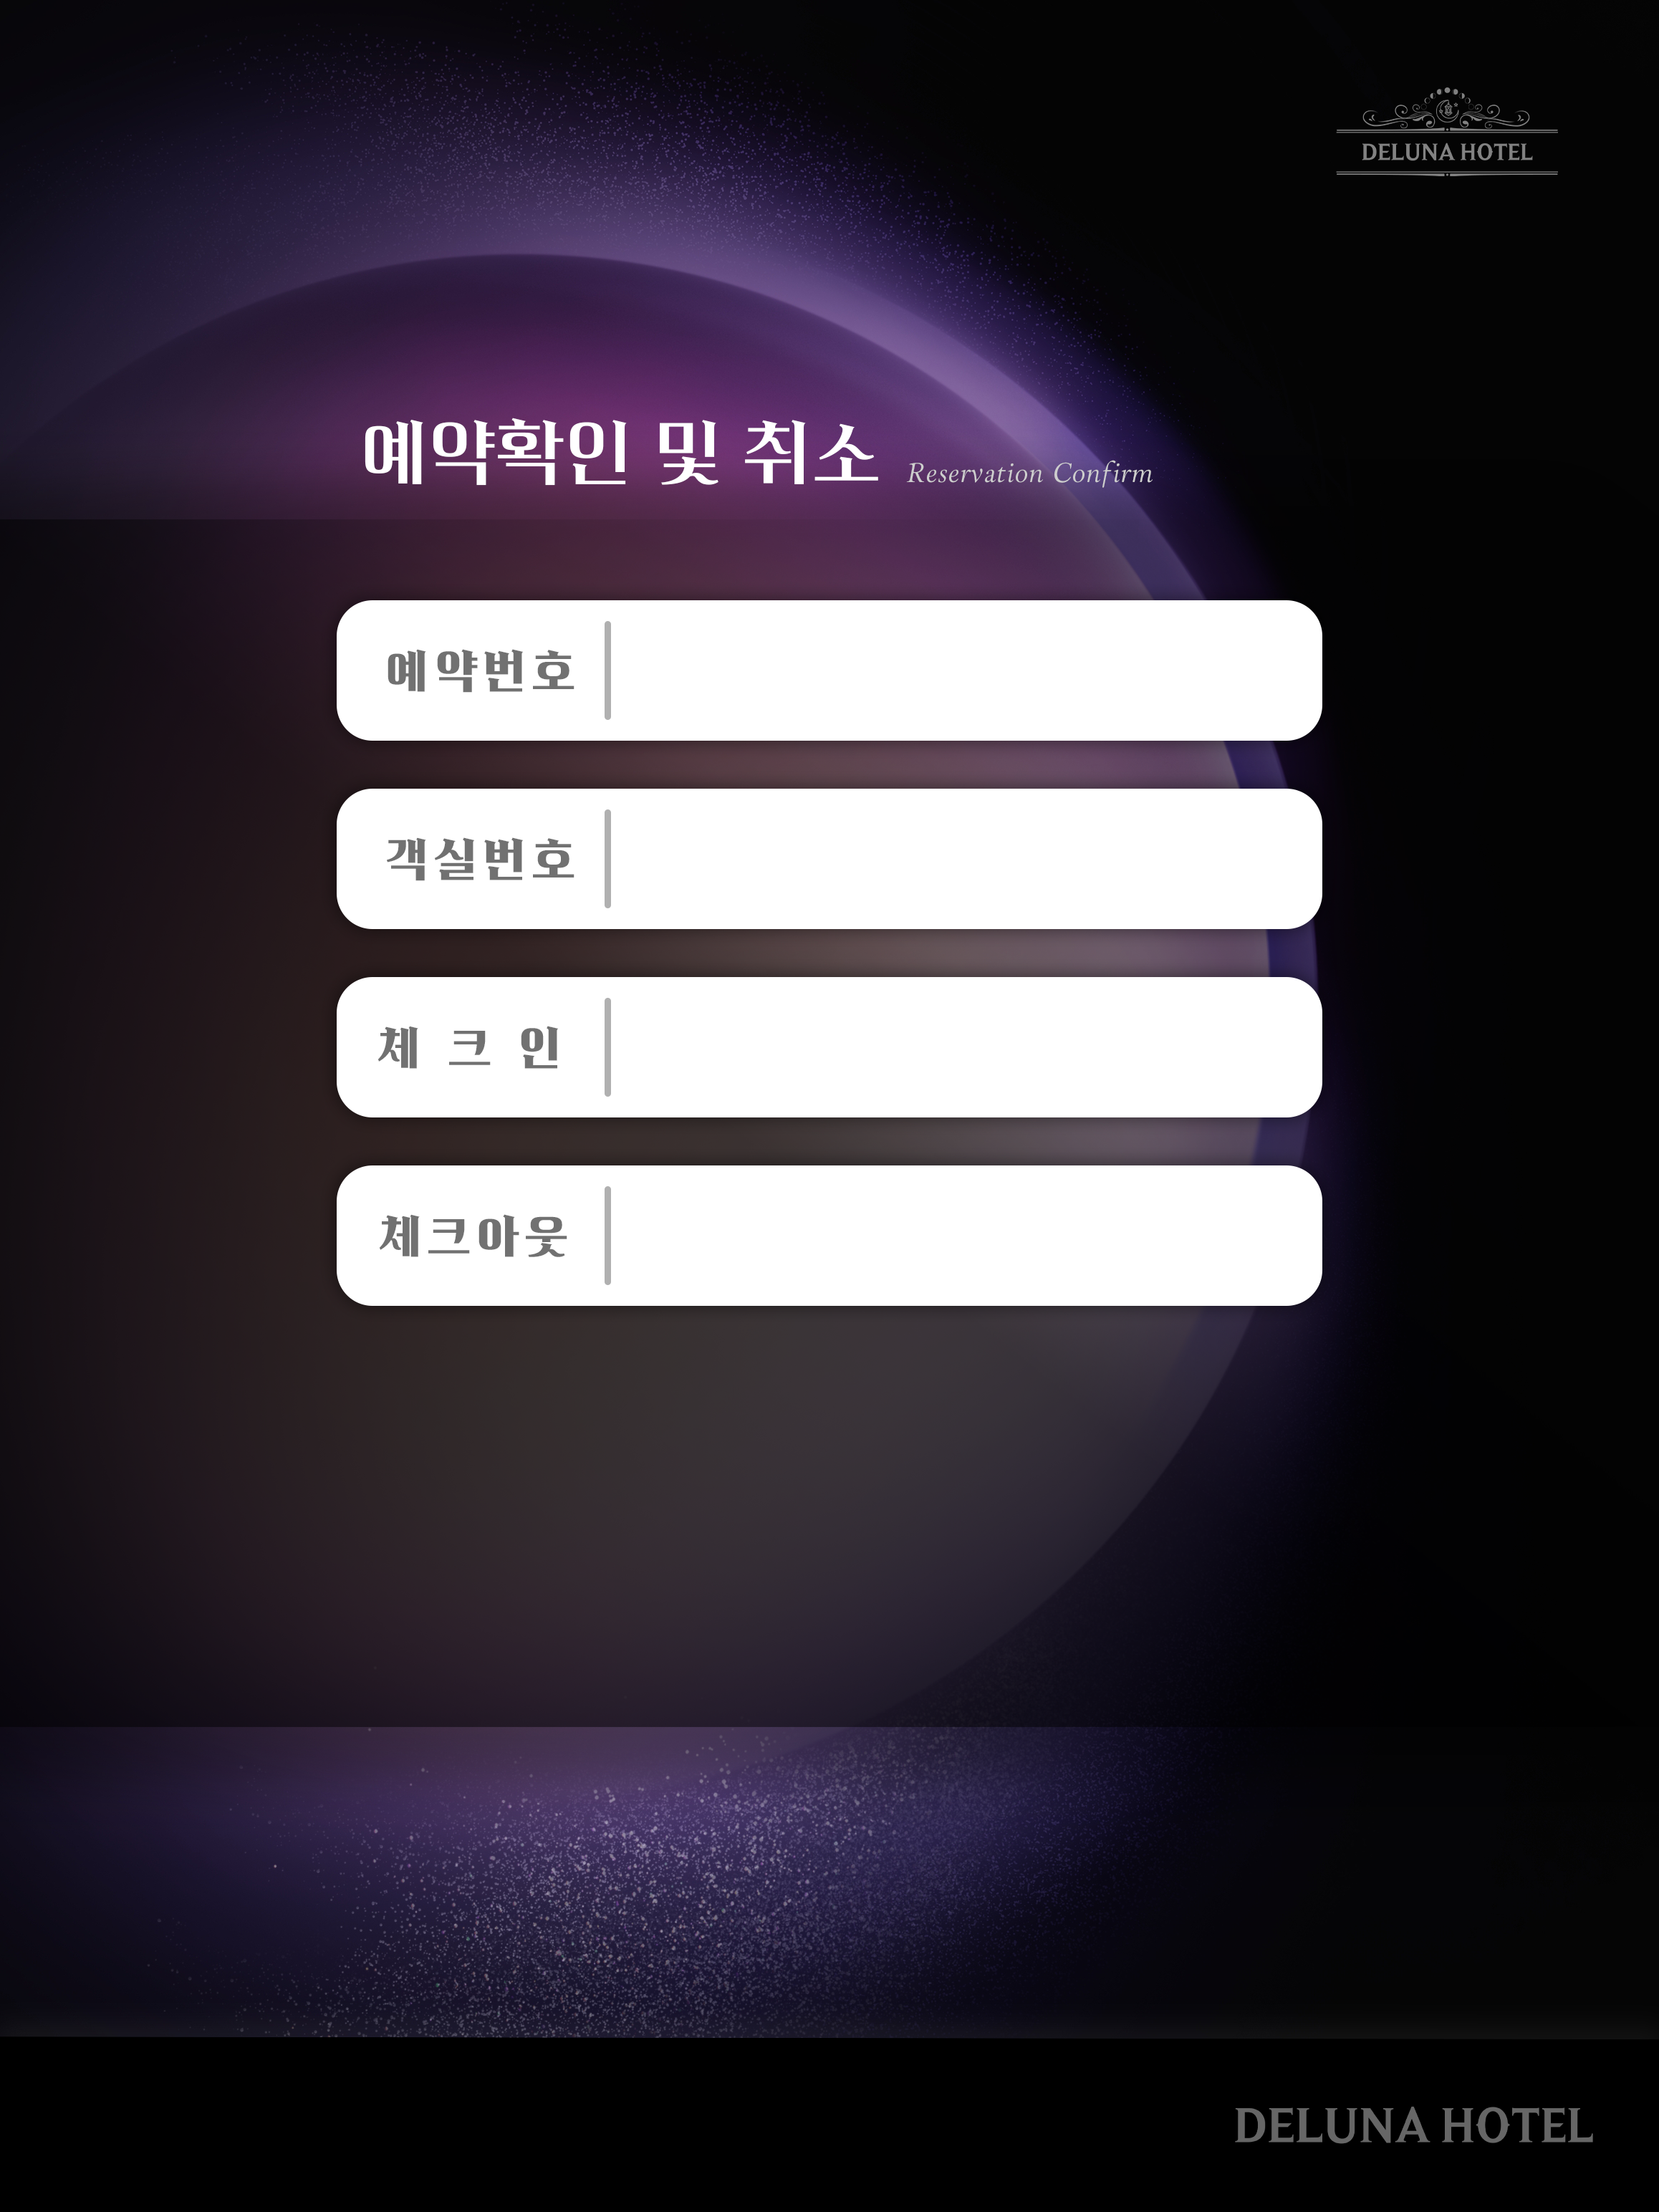 DELUNA HOTEL
예약확인 및 취소 Reservation Confirm
예약번호
객실번호
체 크 인
체크아웃
DELUNA HOTEL